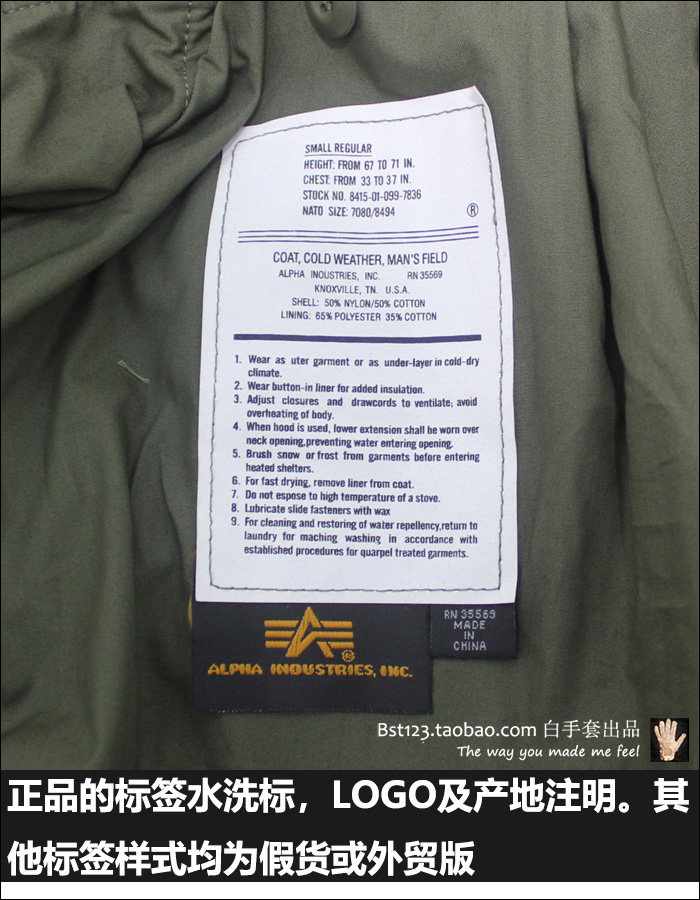 SMALL REGULAR
HEIGHT: FROM 67 TO 71 IN.
CHEST: FROM 33 TO 37 IN.
STOCK NO. 8415-01-099-7836
NATO SIZE: 7080/8494
®
COAT, COLD WEATHER, MAN'S FIELD
ALPHA INDUSTRIES, INC. RN 35569
KNOXVILLE, TN. U.S.A.
SHELL: 50% NYLON/50% COTTON
LINING: 65% POLYESTER 35% COTTON
1. Wear as uter garment or as under-layer in cold-dry
climate.
2. Wear button-in liner for added insulation.
3. Adjust closures and drawcords to ventilate; avoid
overheating of body.
4. When hood is used, lower extension shall be worn over
neck opening,preventing water entering opening.
5. Brush snow or frost from garments before entering
heated shelters.
6. For fast drying, remove liner from coat.
7. Do not espose to high temperature of a stove.
8. Lubricate slide fasteners with wax
9. For cleaning and restoring of water repellency,return to
laundry for maching washing in accordance with
established procedures for quarpel treated garments.
®
ALPHA INDUSTRIES, INC.
RN 35569
MADE
IN
CHINA
Bst123.taobao.com 白手套出品
The way you made me feel
正品的标签水洗标，LOGO及产地注明。其
他标签样式均为假货或外贸版